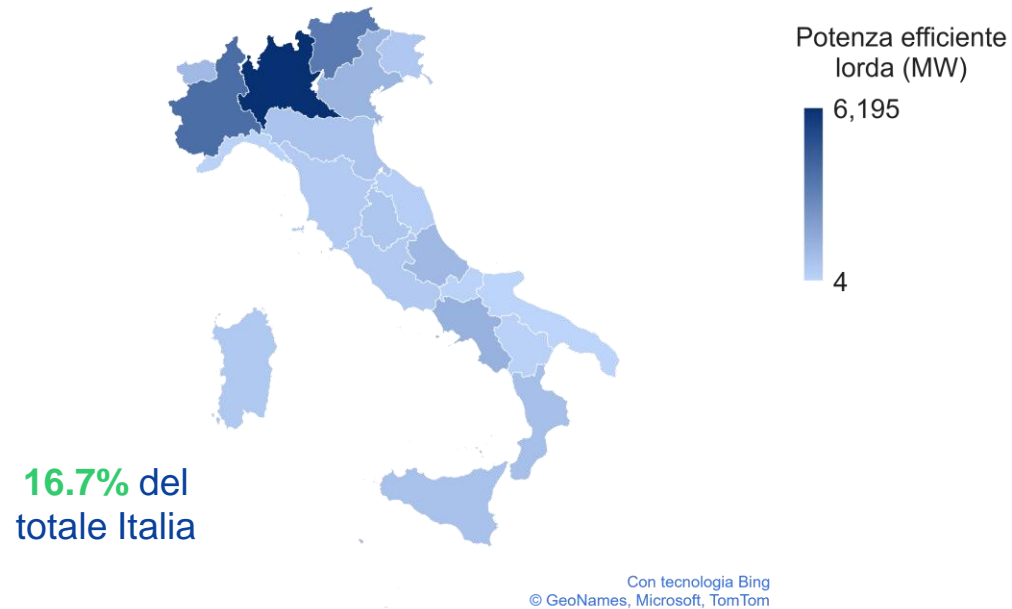 Potenza efficiente
lorda (MW)
6,195
4
16.7% del
totale Italia
Con tecnologia Bing
© GeoNames, Microsoft, TomTom